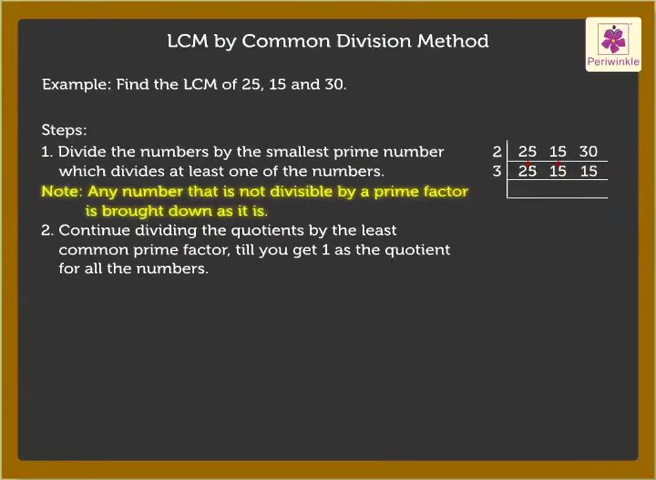 LCM by Common Division Method
Periwinkle
Example: Find the LCM of 25, 15 and 30.
Steps:
1. Divide the numbers by the smallest prime number
which divides at least one of the numbers.
Note: Any number that is not divisible by a prime factor
is brought down as it is.
2. Continue dividing the quotients by the least
common prime factor, till you get 1 as the quotient
for all the numbers.
2 25 15 30
3 25 15 15